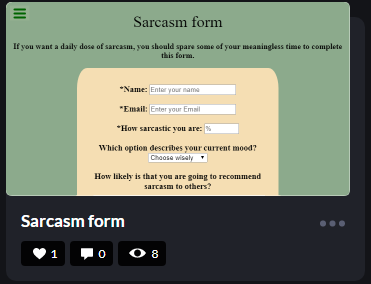 Sarcasm form
If you want a daily dose of sarcasm, you should spare some of your meaningless time to complete
this form.
*Name: Enter your name
*Email: Enter your Email
*How sarcastic you are: %
Which option describes your current mood?
Choose wisely
How likely is that you are going to recommend
sarcasm to others?
Sarcasm form
1 0 8